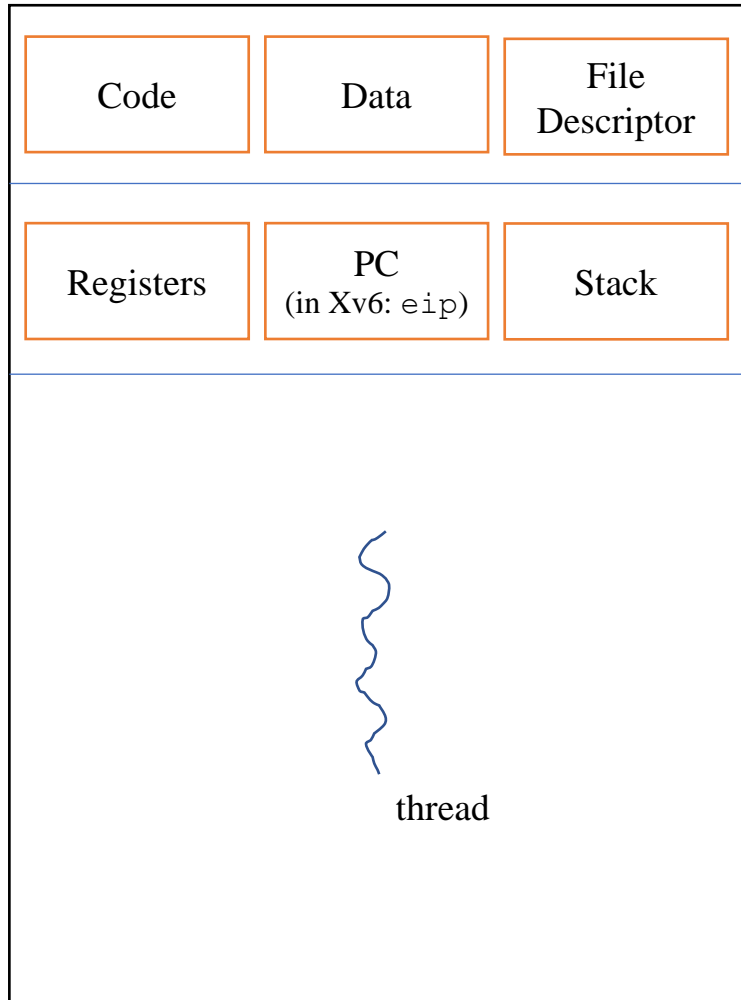 Code
Data
File
Descriptor
Registers
PC
(in Xv6: eip)
Stack
thread